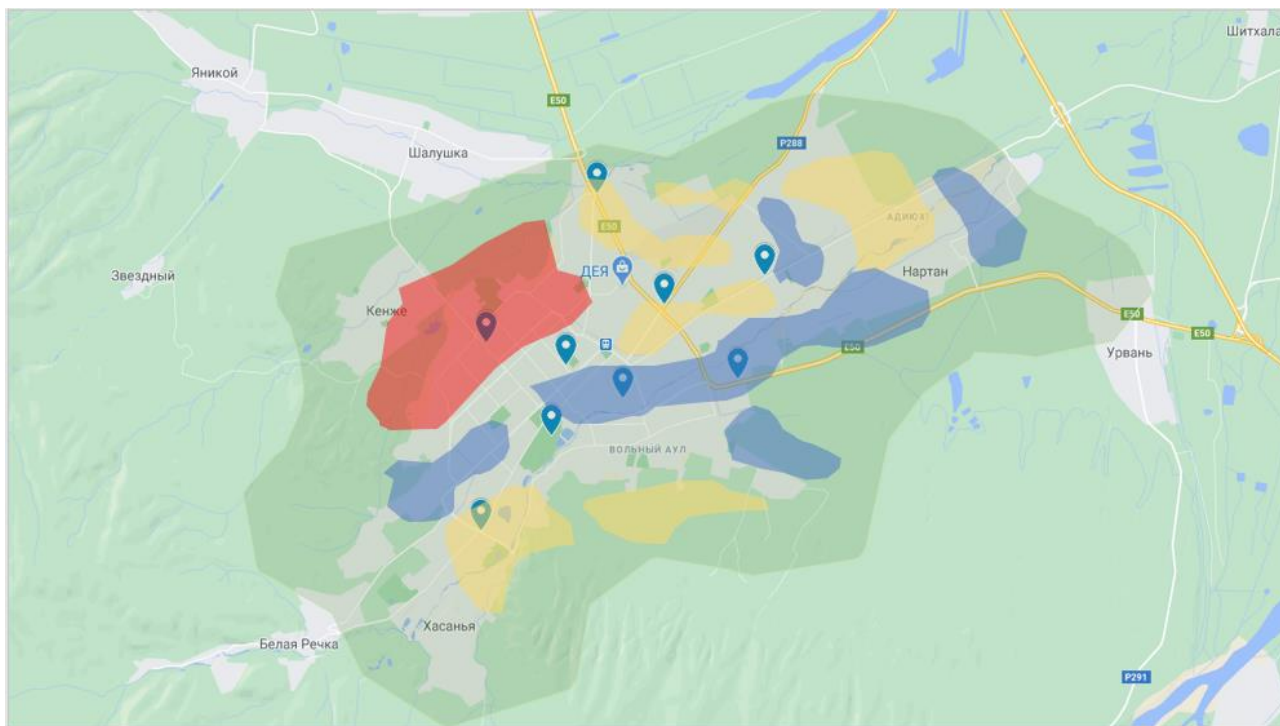 Шитхала
Яникой
E50
P288
Шалушка
АДИЮХ
E50
ДЕЯ
Звездный
Нартан
Кенже
E50
E50
E50
Урвань
ВОЛЬНЫЙ АУЛ
Хасанья
Белая Речка
P291